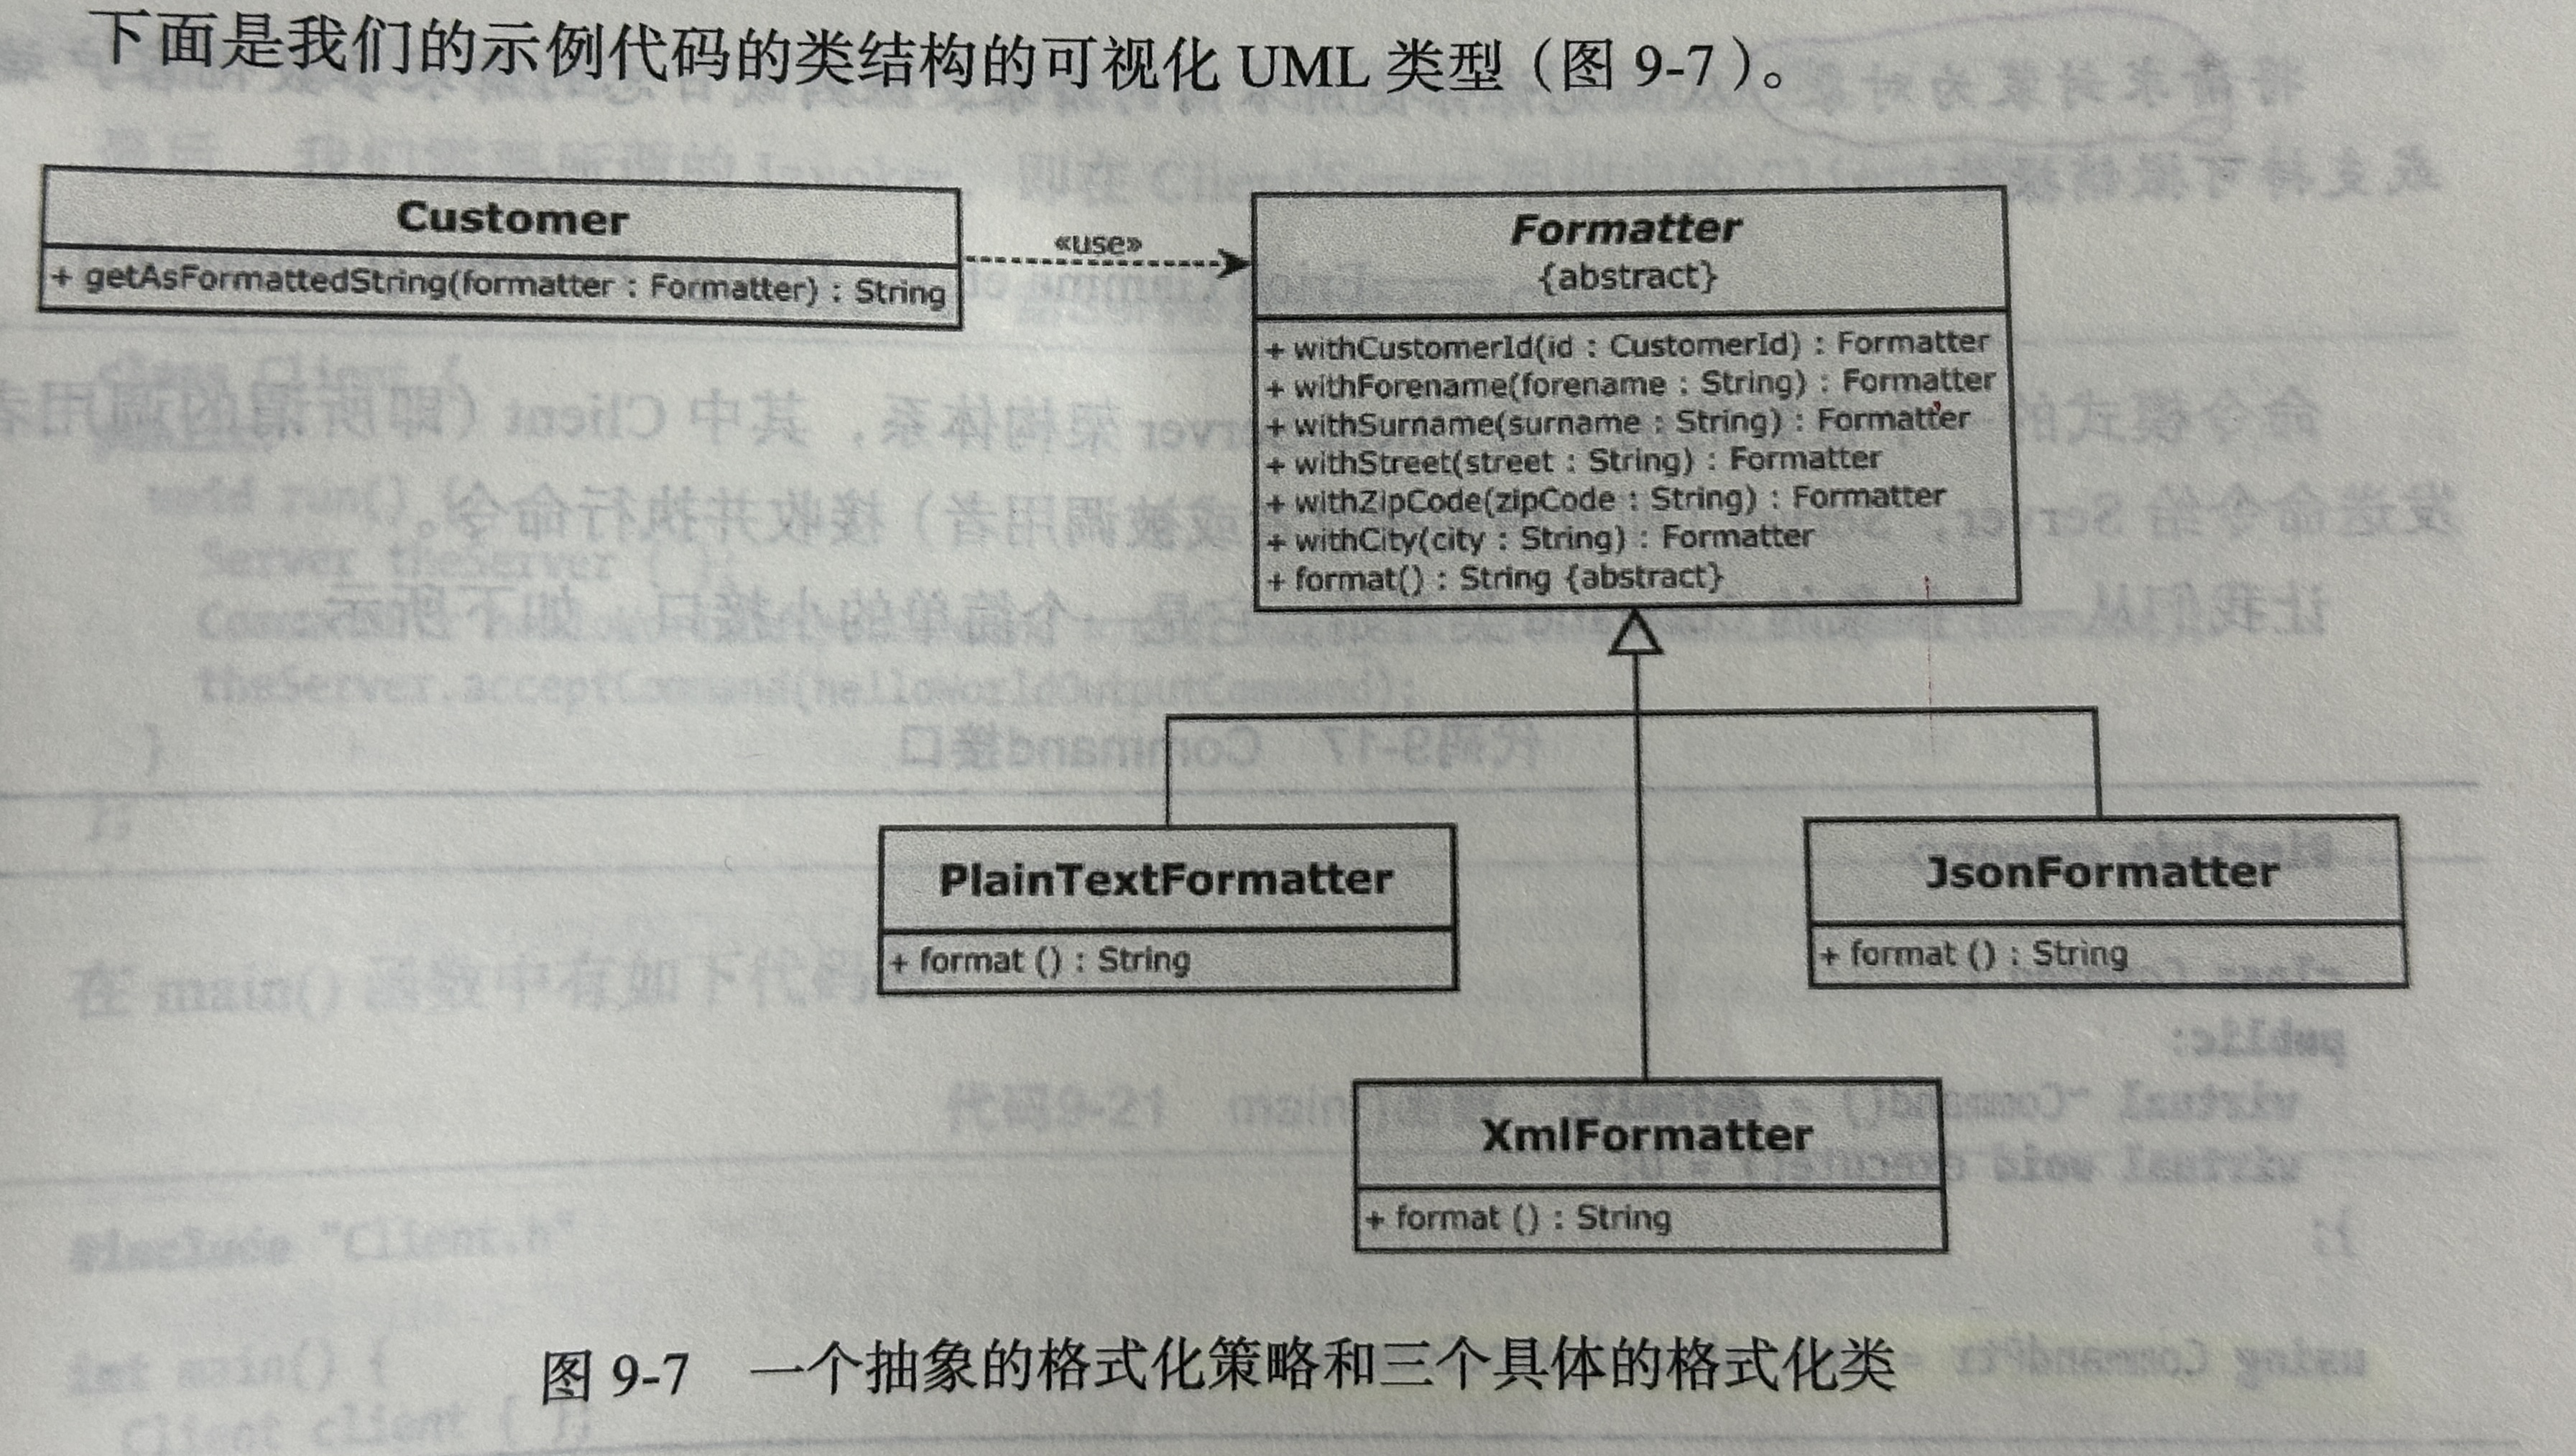 下面是我们的示例代码的类结构的可视化 UML 类型（图 9-7）。
Customer
+ getAsFormattedString(formatter : Formatter) : String
«use»
Formatter
{abstract}
+ withCustomerId(id : CustomerId) : Formatter
+ withForename(forename : String) : Formatter
+ withSurname(surname : String) : Formatter
+ withStreet(street : String) : Formatter
+ withZipCode(zipCode : String) : Formatter
+ withCity(city : String) : Formatter
+ format() : String {abstract}
PlainTextFormatter
+ format () : String
JsonFormatter
+ format () : String
XmlFormatter
+ format () : String
图 9-7 一个抽象的格式化策略和三个具体的格式化类